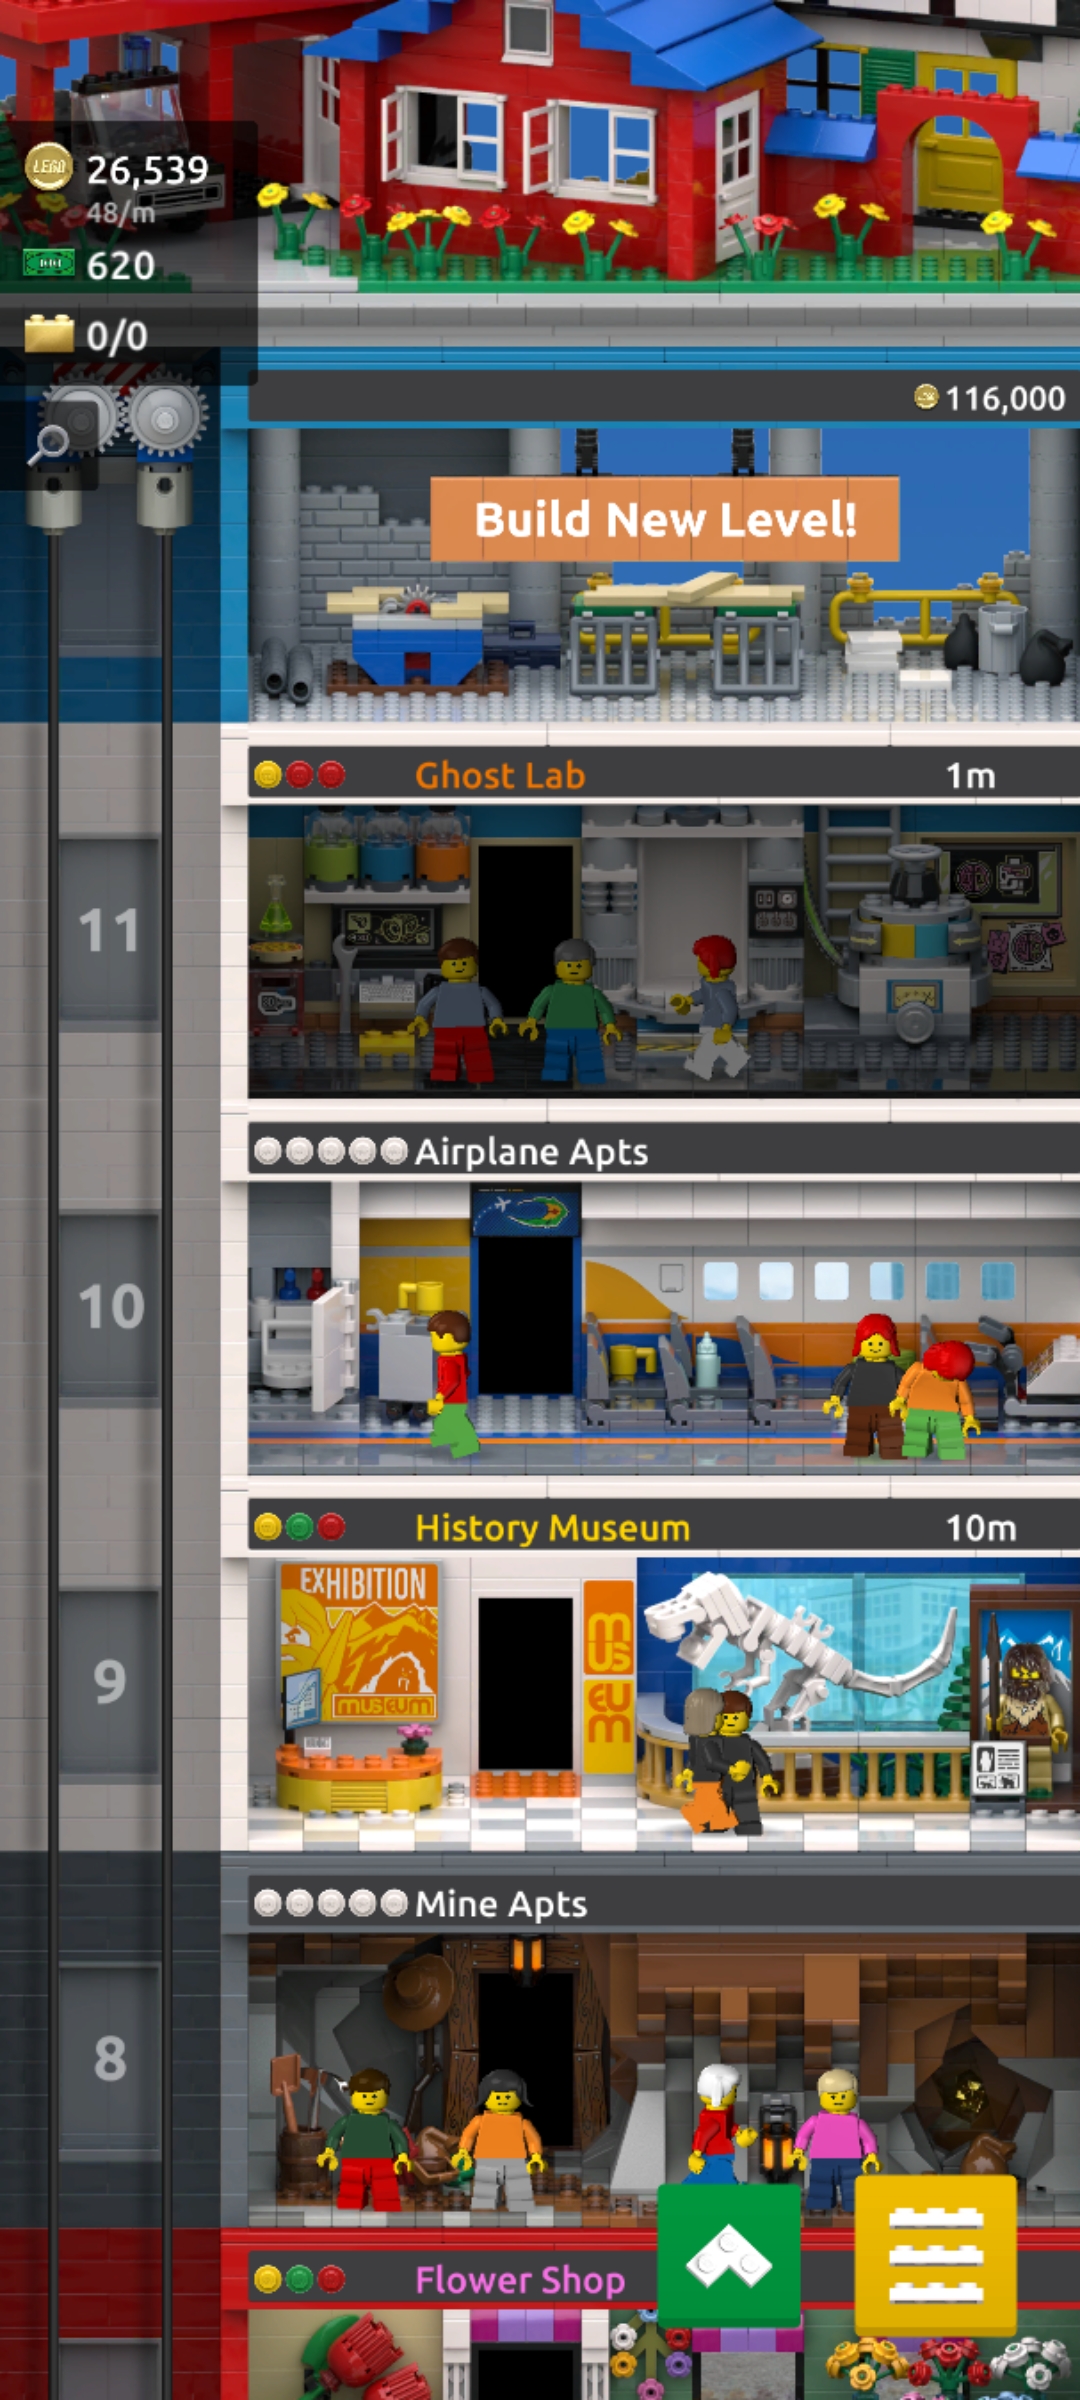 LEGO 26,539
48/m
620
0/0
116,000
Build New Level!
Ghost Lab 1m
11
Airplane Apts
10
History Museum 10m
EXHIBITION
MUSEUM
MUSEUM
9
Mine Apts
8
Flower Shop